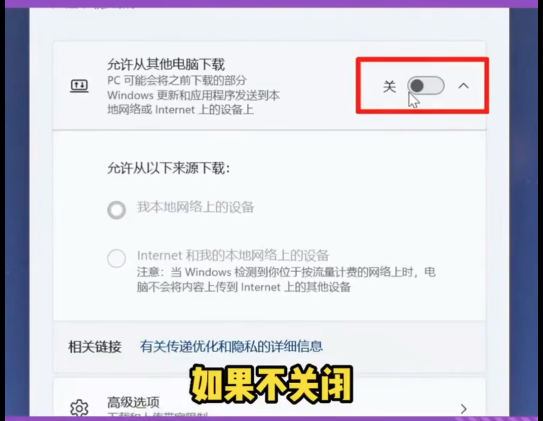 允许从其他电脑下载
PC 可能会将之前下载的部分
Windows 更新和应用程序发送到本
地网络或 Internet 上的设备上
关
允许从以下来源下载：
我本地网络上的设备
Internet 和我的本地网络上的设备
注意：当 Windows 检测到你位于按流量计费的网络上时，电
脑不会将内容上传到 Internet 上的其他设备
相关链接 有关传递优化和隐私的详细信息
如果不关闭
高级选项